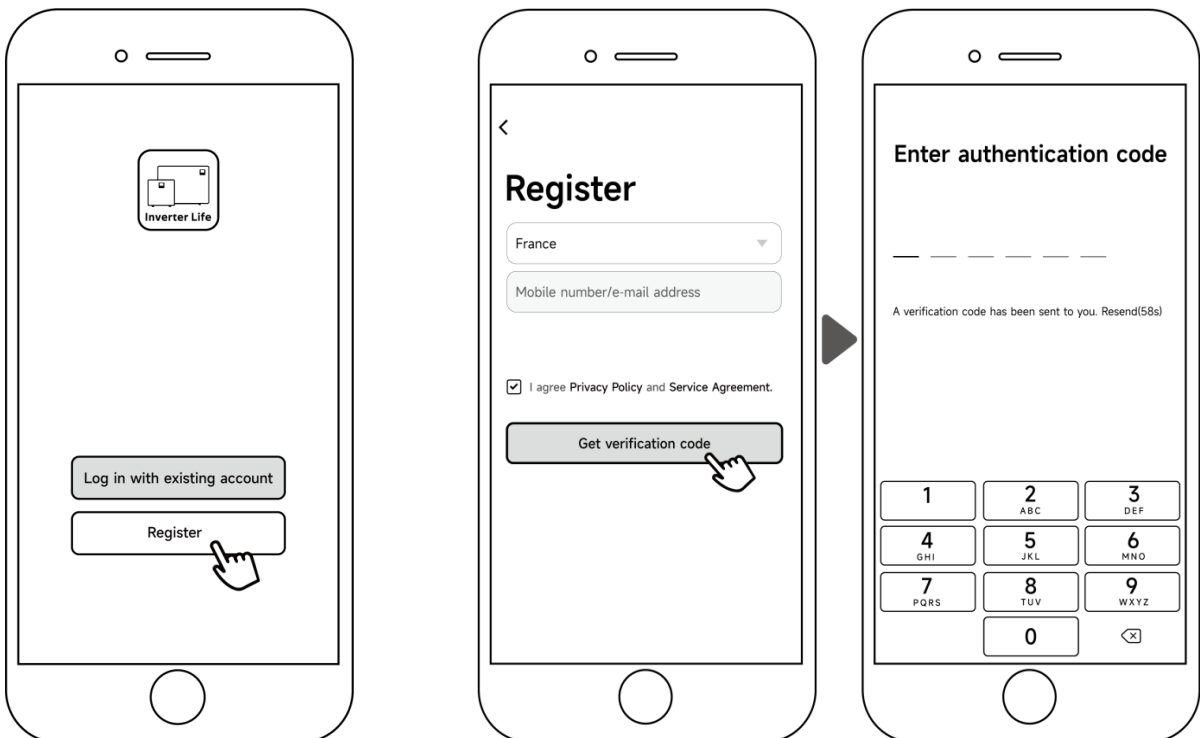 Inverter Life
Log in with existing account
Register
Register
France
Mobile number/e-mail address
I agree Privacy Policy and Service Agreement.
Get verification code
Enter authentication code
A verification code has been sent to you. Resend(58s)
1
2
ABC
3
DEF
4
GHI
5
JKL
6
MNO
7
PQRS
8
TUV
9
WXYZ
0